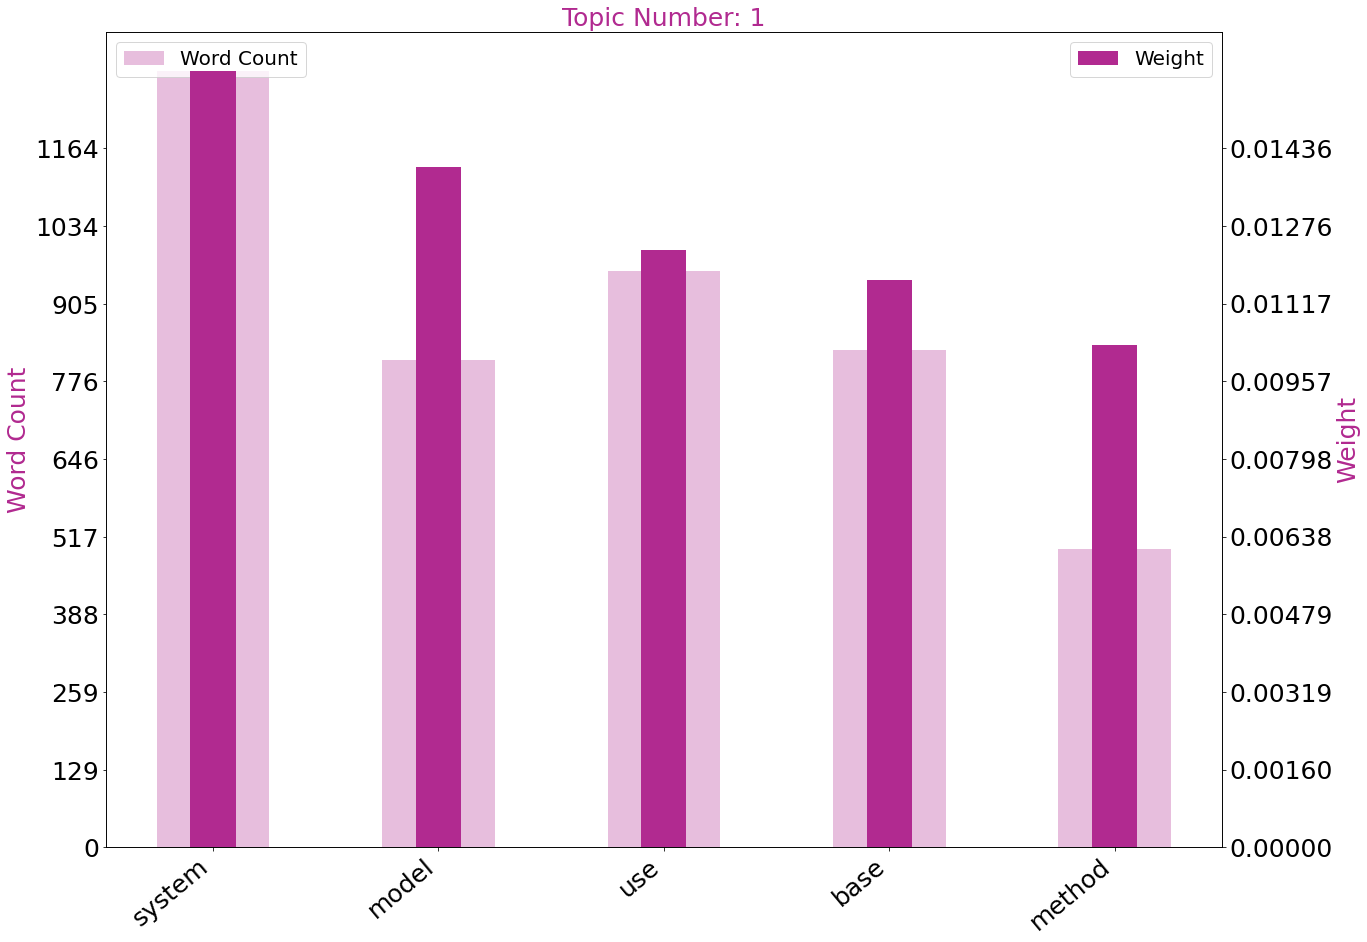 Topic Number: 1
Word Count
Weight
1164
1034
905
776
646
517
388
259
129
0
Word Count
0.01436
0.01276
0.01117
0.00957
0.00798
0.00638
0.00479
0.00319
0.00160
0.00000
Weight
system
model
use
base
method